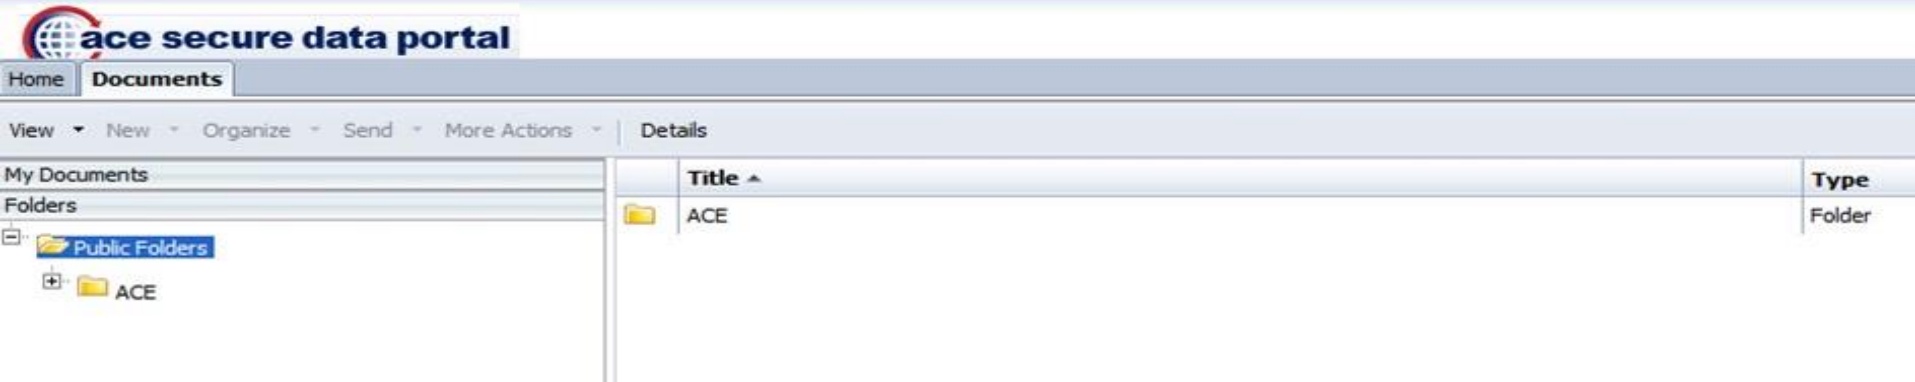 ace secure data portal
Home Documents
View New Organize Send More Actions Details
My Documents
Folders
Public Folders
ACE
Title Type
ACE Folder